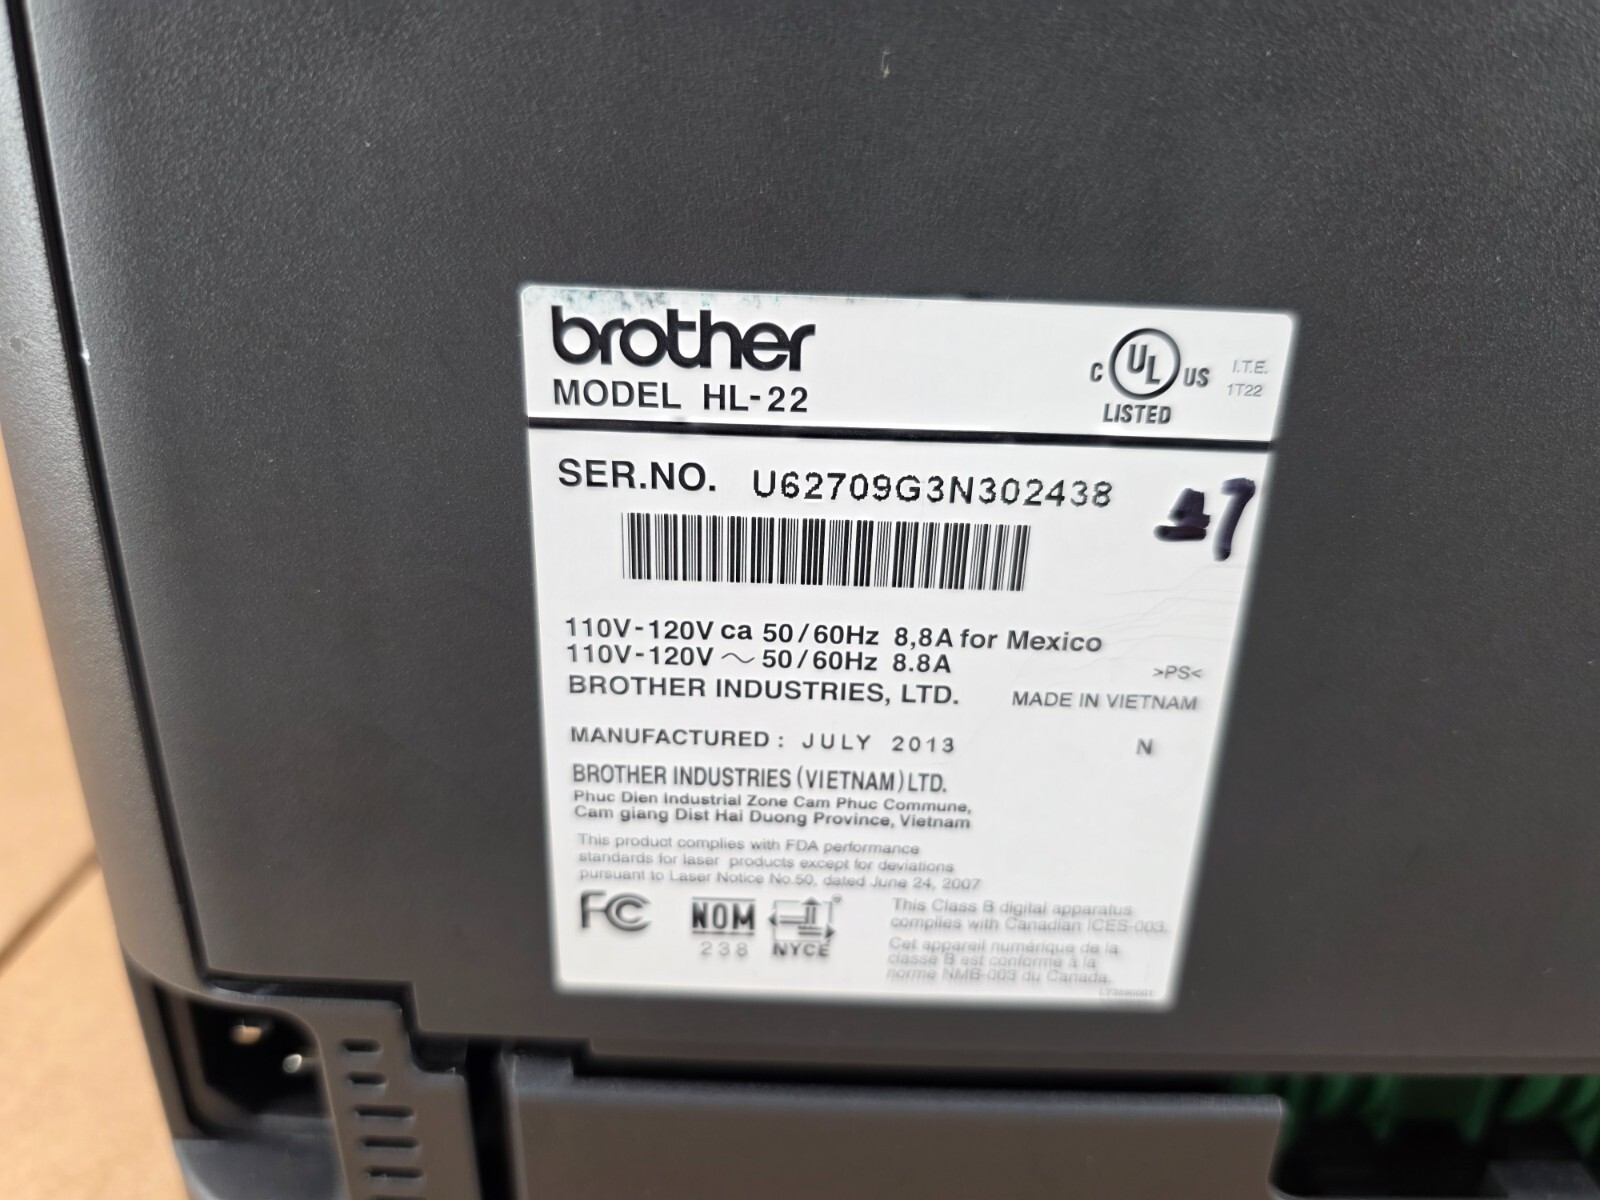 brother
MODEL HL-22
C UL US
LISTED
I.T.E.
1T22
SER.NO. U62709G3N302438
110V-120V ca 50/60Hz 8,8A for Mexico
110V-120V ～ 50/60Hz 8.8A
>PS<
BROTHER INDUSTRIES, LTD. MADE IN VIETNAM
MANUFACTURED : JULY 2013 N
BROTHER INDUSTRIES (VIETNAM) LTD.
Phuc Dien Industrial Zone Cam Phuc Commune,
Cam giang Dist Hai Duong Province, Vietnam
This product complies with FDA performance
standards for laser products except for deviations
pursuant to Laser Notice No.50, dated June 24, 2007
FC
NOM
238
NYCE
This Class B digital apparatus
complies with Canadian ICES-003.
Cet appareil numérique de la
classe B est conforme à la
norme NMB-003 du Canada.